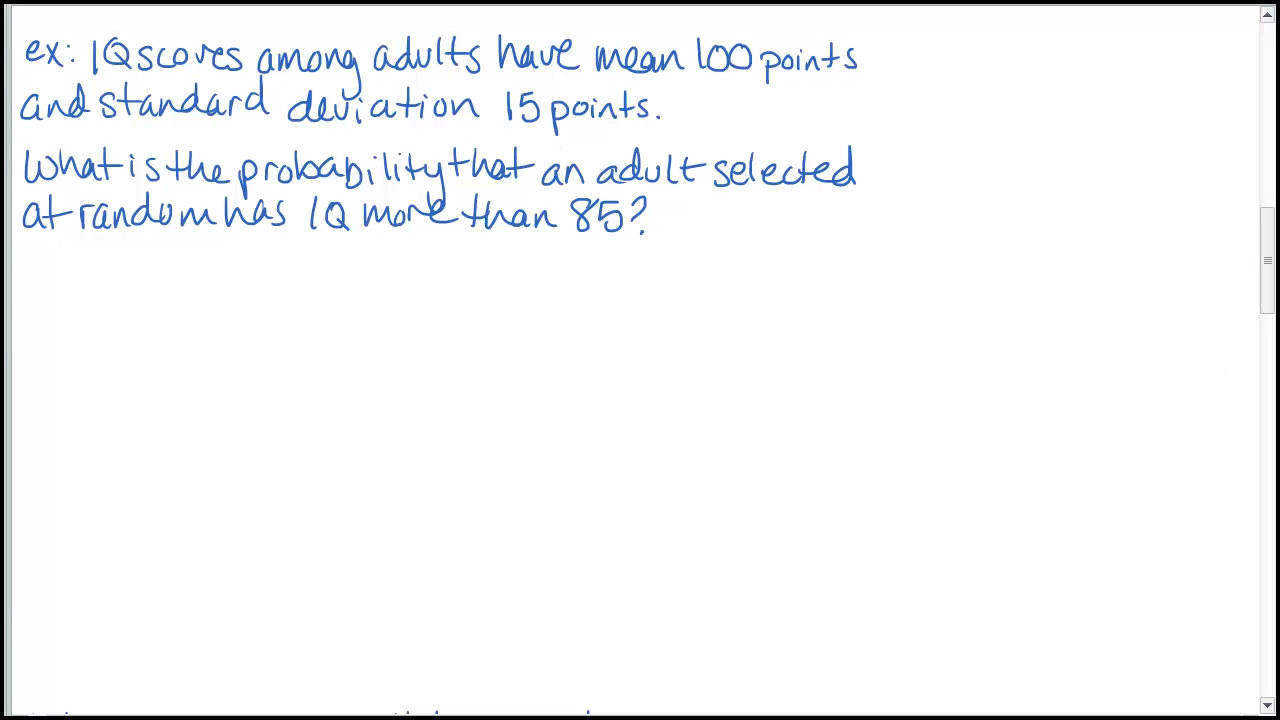 ex: IQ scores among adults have mean 100 points
and standard deviation 15 points.
What is the probability that an adult selected
at random has IQ more than 85?